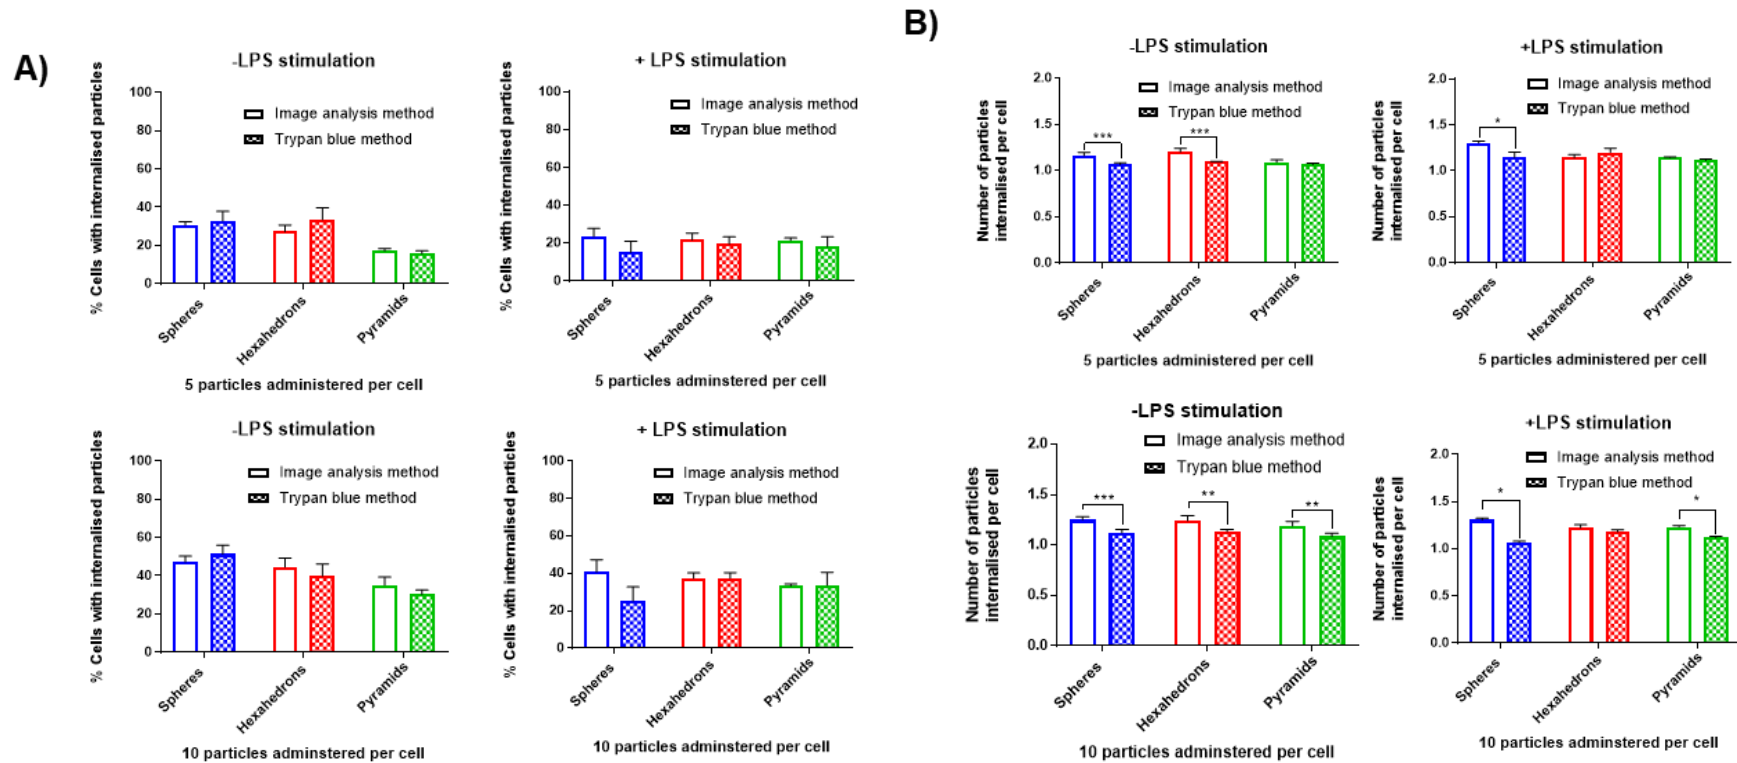 A)
-LPS stimulation
% Cells with internalised particles
100
80
60
40
20
0
Image analysis method
Trypan blue method
Spheres
Hexahedrons
Pyramids
5 particles administered per cell
+ LPS stimulation
% Cells with internalised particles
100
80
60
40
20
0
Image analysis method
Trypan blue method
Spheres
Hexahedrons
Pyramids
5 particles adminstered per cell
-LPS stimulation
% Cells with internalised particles
100
80
60
40
20
0
Image analysis method
Trypan blue method
Spheres
Hexahedrons
Pyramids
10 particles adminstered per cell
+ LPS stimulation
% Cells with internalised particles
100
80
60
40
20
0
Image analysis method
Trypan blue method
Spheres
Hexahedrons
Pyramids
10 particles adminstered per cell
B)
-LPS stimulation
Number of particles
internalised per cell
2.0
1.5
1.0
0.5
0.0
Image analysis method
Trypan blue method
***
***
Spheres
Hexahedrons
Pyramids
5 particles administered per cell
+LPS stimulation
Number of particles
internalised per cell
2.0
1.5
1.0
0.5
0.0
Image analysis method
Trypan blue method
*
Spheres
Hexahedrons
Pyramids
5 particles administered per cell
-LPS stimulation
Number of particles
internalised per cell
2.0
1.5
1.0
0.5
0.0
Image analysis method
Trypan blue method
***
**
**
Spheres
Hexahedrons
Pyramids
10 particles adminstered per cell
+LPS stimulation
Number of particles
internalised per cell
2.0
1.5
1.0
0.5
0.0
Image analysis method
Trypan blue method
*
*
Spheres
Hexahedrons
Pyramids
10 particles adminstered per cell